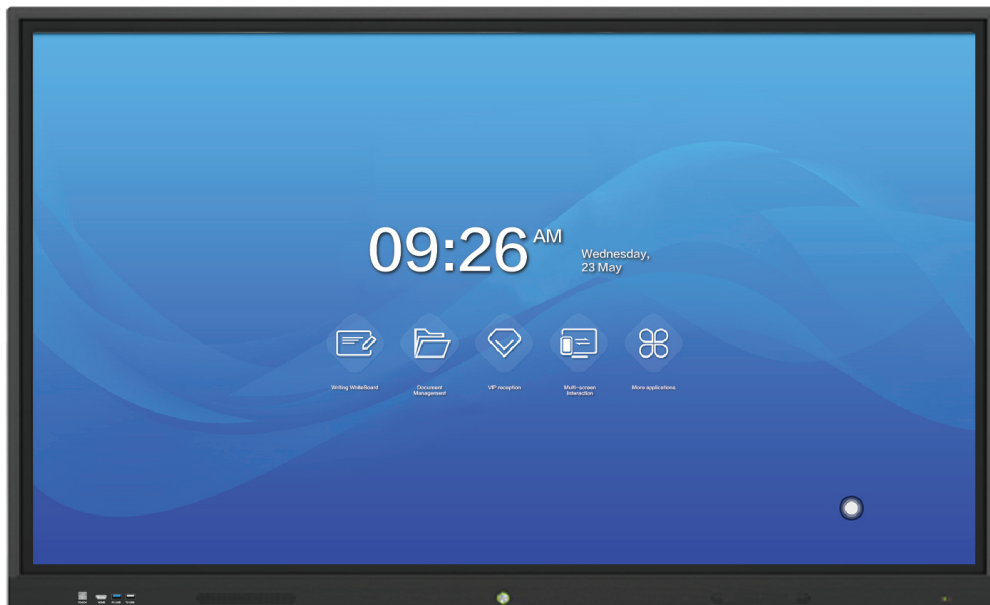 09:26 AM
Wednesday,
23 May
Writing WhiteBoard
Document
Management
VIP reception
Multi-screen
Interaction
More applications